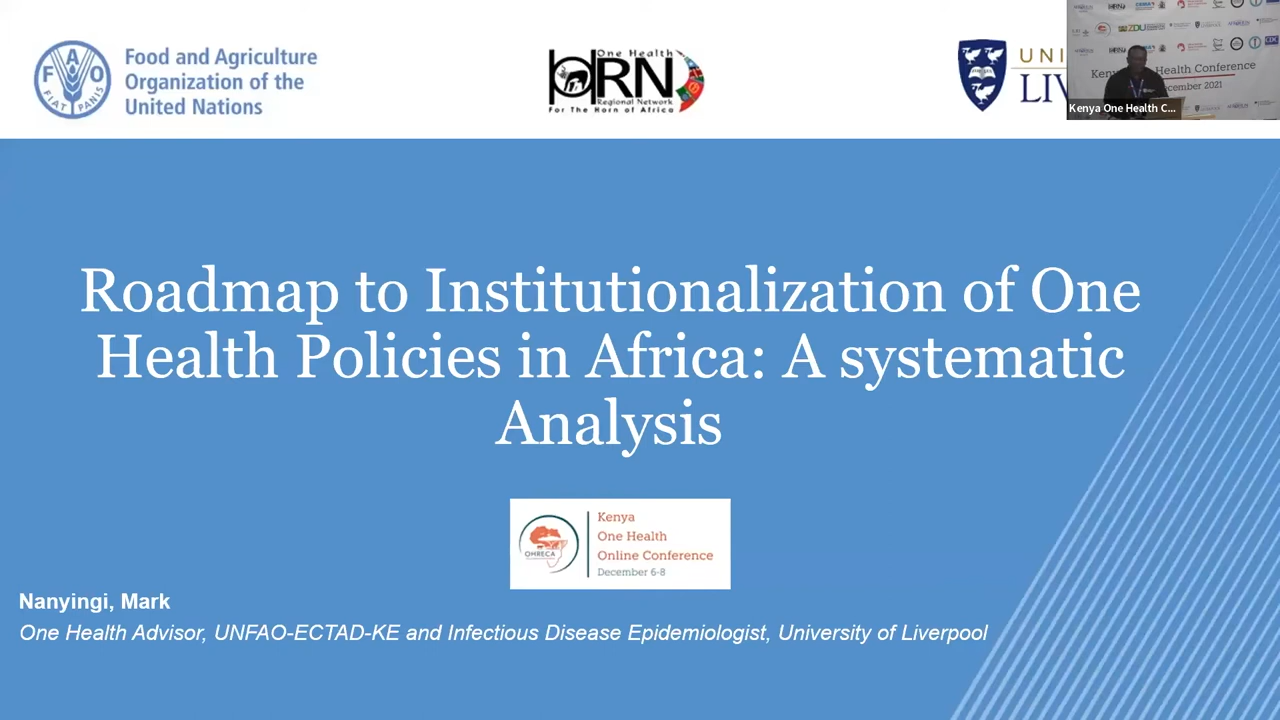 Food and Agriculture
Organization of the
United Nations
F A O
FIAT PANIS
One Health
HORN
Regional Network
For The Horn of Africa
UNI
LIV
Health Conference
December 2021
Kenya One Health C...
Roadmap to Institutionalization of One
Health Policies in Africa: A systematic
Analysis
OHRECA
Kenya
One Health
Online Conference
December 6-8
Nanyingi, Mark
One Health Advisor, UNFAO-ECTAD-KE and Infectious Disease Epidemiologist, University of Liverpool